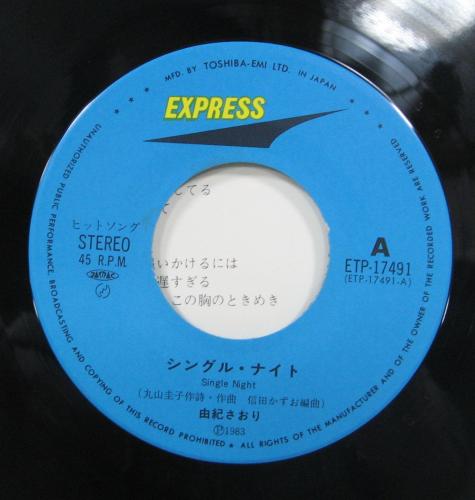 MFD. BY TOSHIBA-EMI LTD. IN JAPAN
EXPRESS
ヒットソング
STEREO
45 R.P.M.
JASRAC
A
ETP-17491
(ETP-17491-A)
してる
て
いかけるには
遅すぎる
この胸のときめき
シングル・ナイト
Single Night
(丸山圭子作詩・作曲 信田かずお編曲)
由紀さおり
Ⓟ1983
ALL RIGHTS OF THE MANUFACTURER AND OF THE OWNER OF THE RECORDED WORK ARE RESERVED
UNAUTHORIZED PUBLIC PERFORMANCE, BROADCASTING AND COPYING OF THIS RECORD PROHIBITED